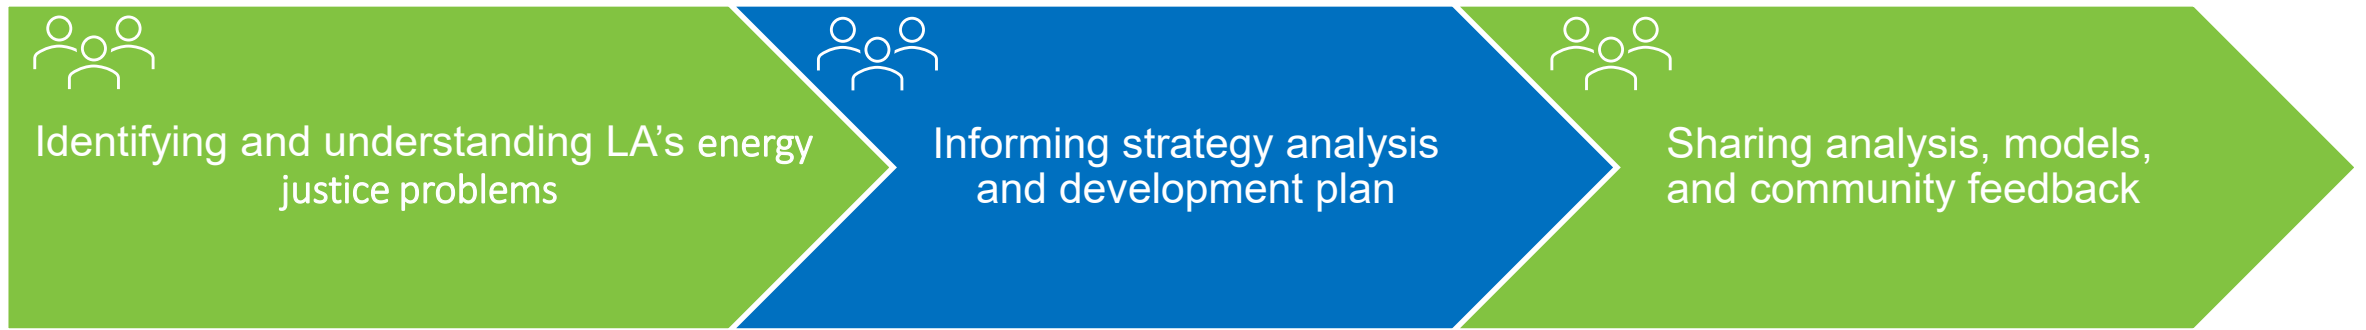 Identifying and understanding LA’s energy
justice problems
Informing strategy analysis
and development plan
Sharing analysis, models,
and community feedback